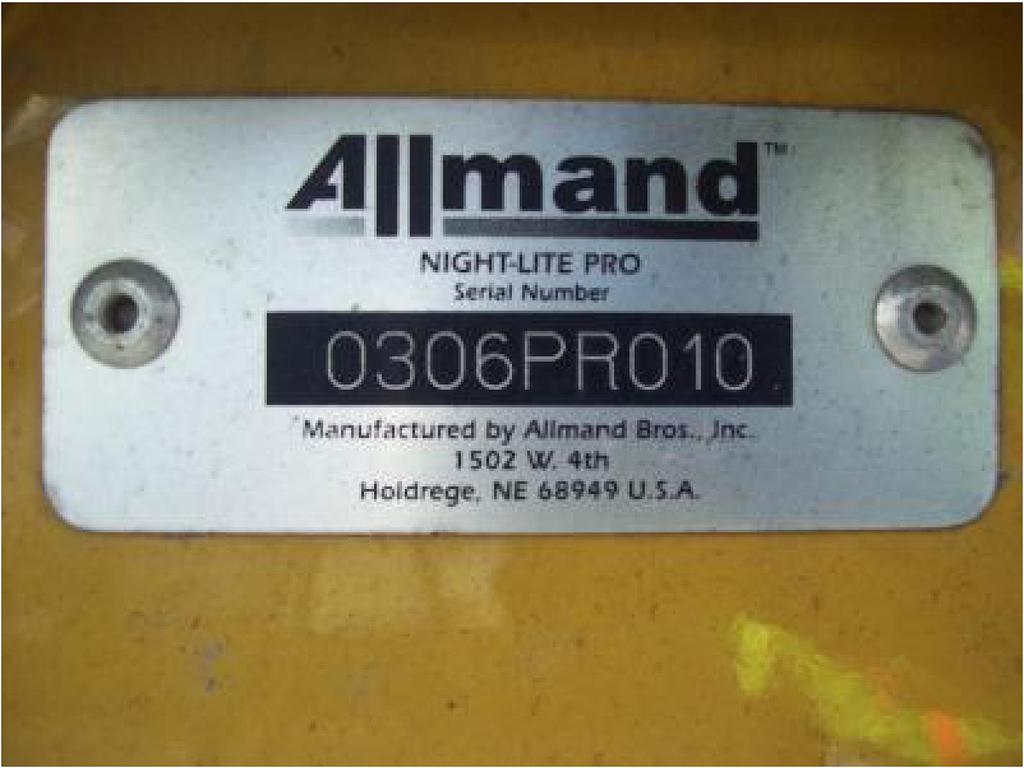 Allmand™
NIGHT-LITE PRO
Serial Number
0306PR010
Manufactured by Allmand Bros., Inc.
1502 W. 4th
Holdrege, NE 68949 U.S.A.